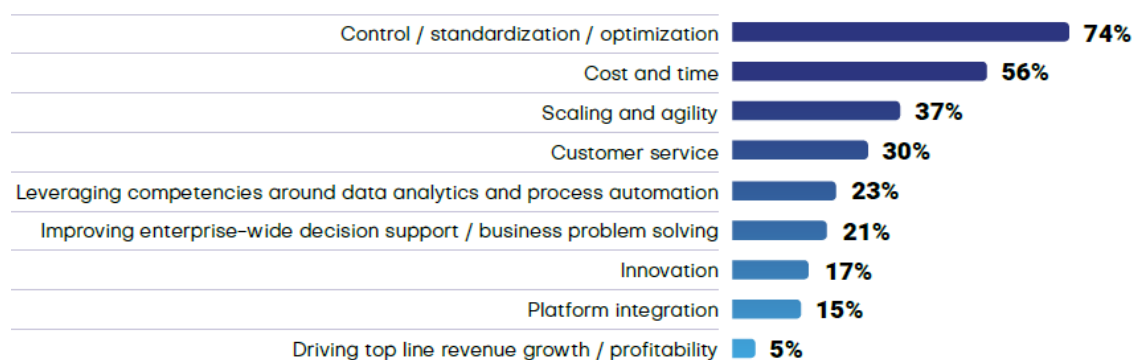 Control / standardization / optimization 74%
Cost and time 56%
Scaling and agility 37%
Customer service 30%
Leveraging competencies around data analytics and process automation 23%
Improving enterprise-wide decision support / business problem solving 21%
Innovation 17%
Platform integration 15%
Driving top line revenue growth / profitability 5%